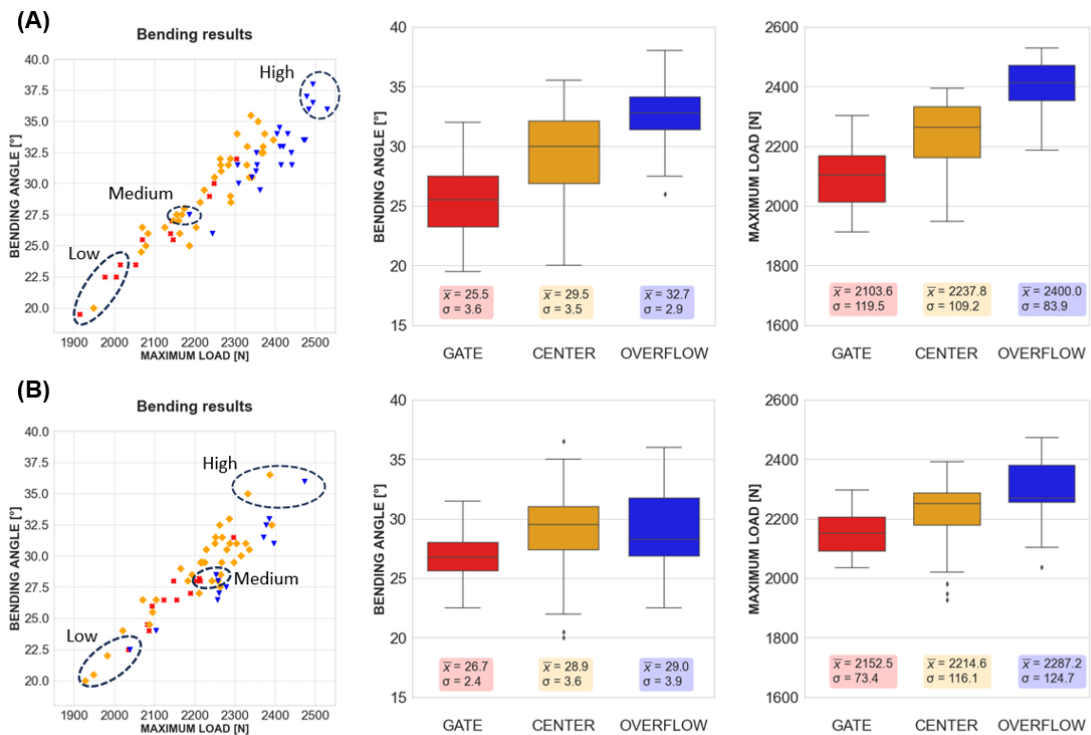 (A)
Bending results
40.0
37.5
35.0
32.5
30.0
27.5
25.0
22.5
20.0
BENDING ANGLE [°]
High
Medium
Low
1900 2000 2100 2200 2300 2400 2500
MAXIMUM LOAD [N]
40
35
30
25
20
15
BENDING ANGLE [°]
x̅ = 25.5
σ = 3.6
x̅ = 29.5
σ = 3.5
x̅ = 32.7
σ = 2.9
GATE CENTER OVERFLOW
2600
2400
2200
2000
1800
1600
MAXIMUM LOAD [N]
x̅ = 2103.6
σ = 119.5
x̅ = 2237.8
σ = 109.2
x̅ = 2400.0
σ = 83.9
GATE CENTER OVERFLOW
(B)
Bending results
40.0
37.5
35.0
32.5
30.0
27.5
25.0
22.5
20.0
BENDING ANGLE [°]
High
Medium
Low
1900 2000 2100 2200 2300 2400 2500
MAXIMUM LOAD [N]
40
35
30
25
20
15
BENDING ANGLE [°]
x̅ = 26.7
σ = 2.4
x̅ = 28.9
σ = 3.6
x̅ = 29.0
σ = 3.9
GATE CENTER OVERFLOW
2600
2400
2200
2000
1800
1600
MAXIMUM LOAD [N]
x̅ = 2152.5
σ = 73.4
x̅ = 2214.6
σ = 116.1
x̅ = 2287.2
σ = 124.7
GATE CENTER OVERFLOW